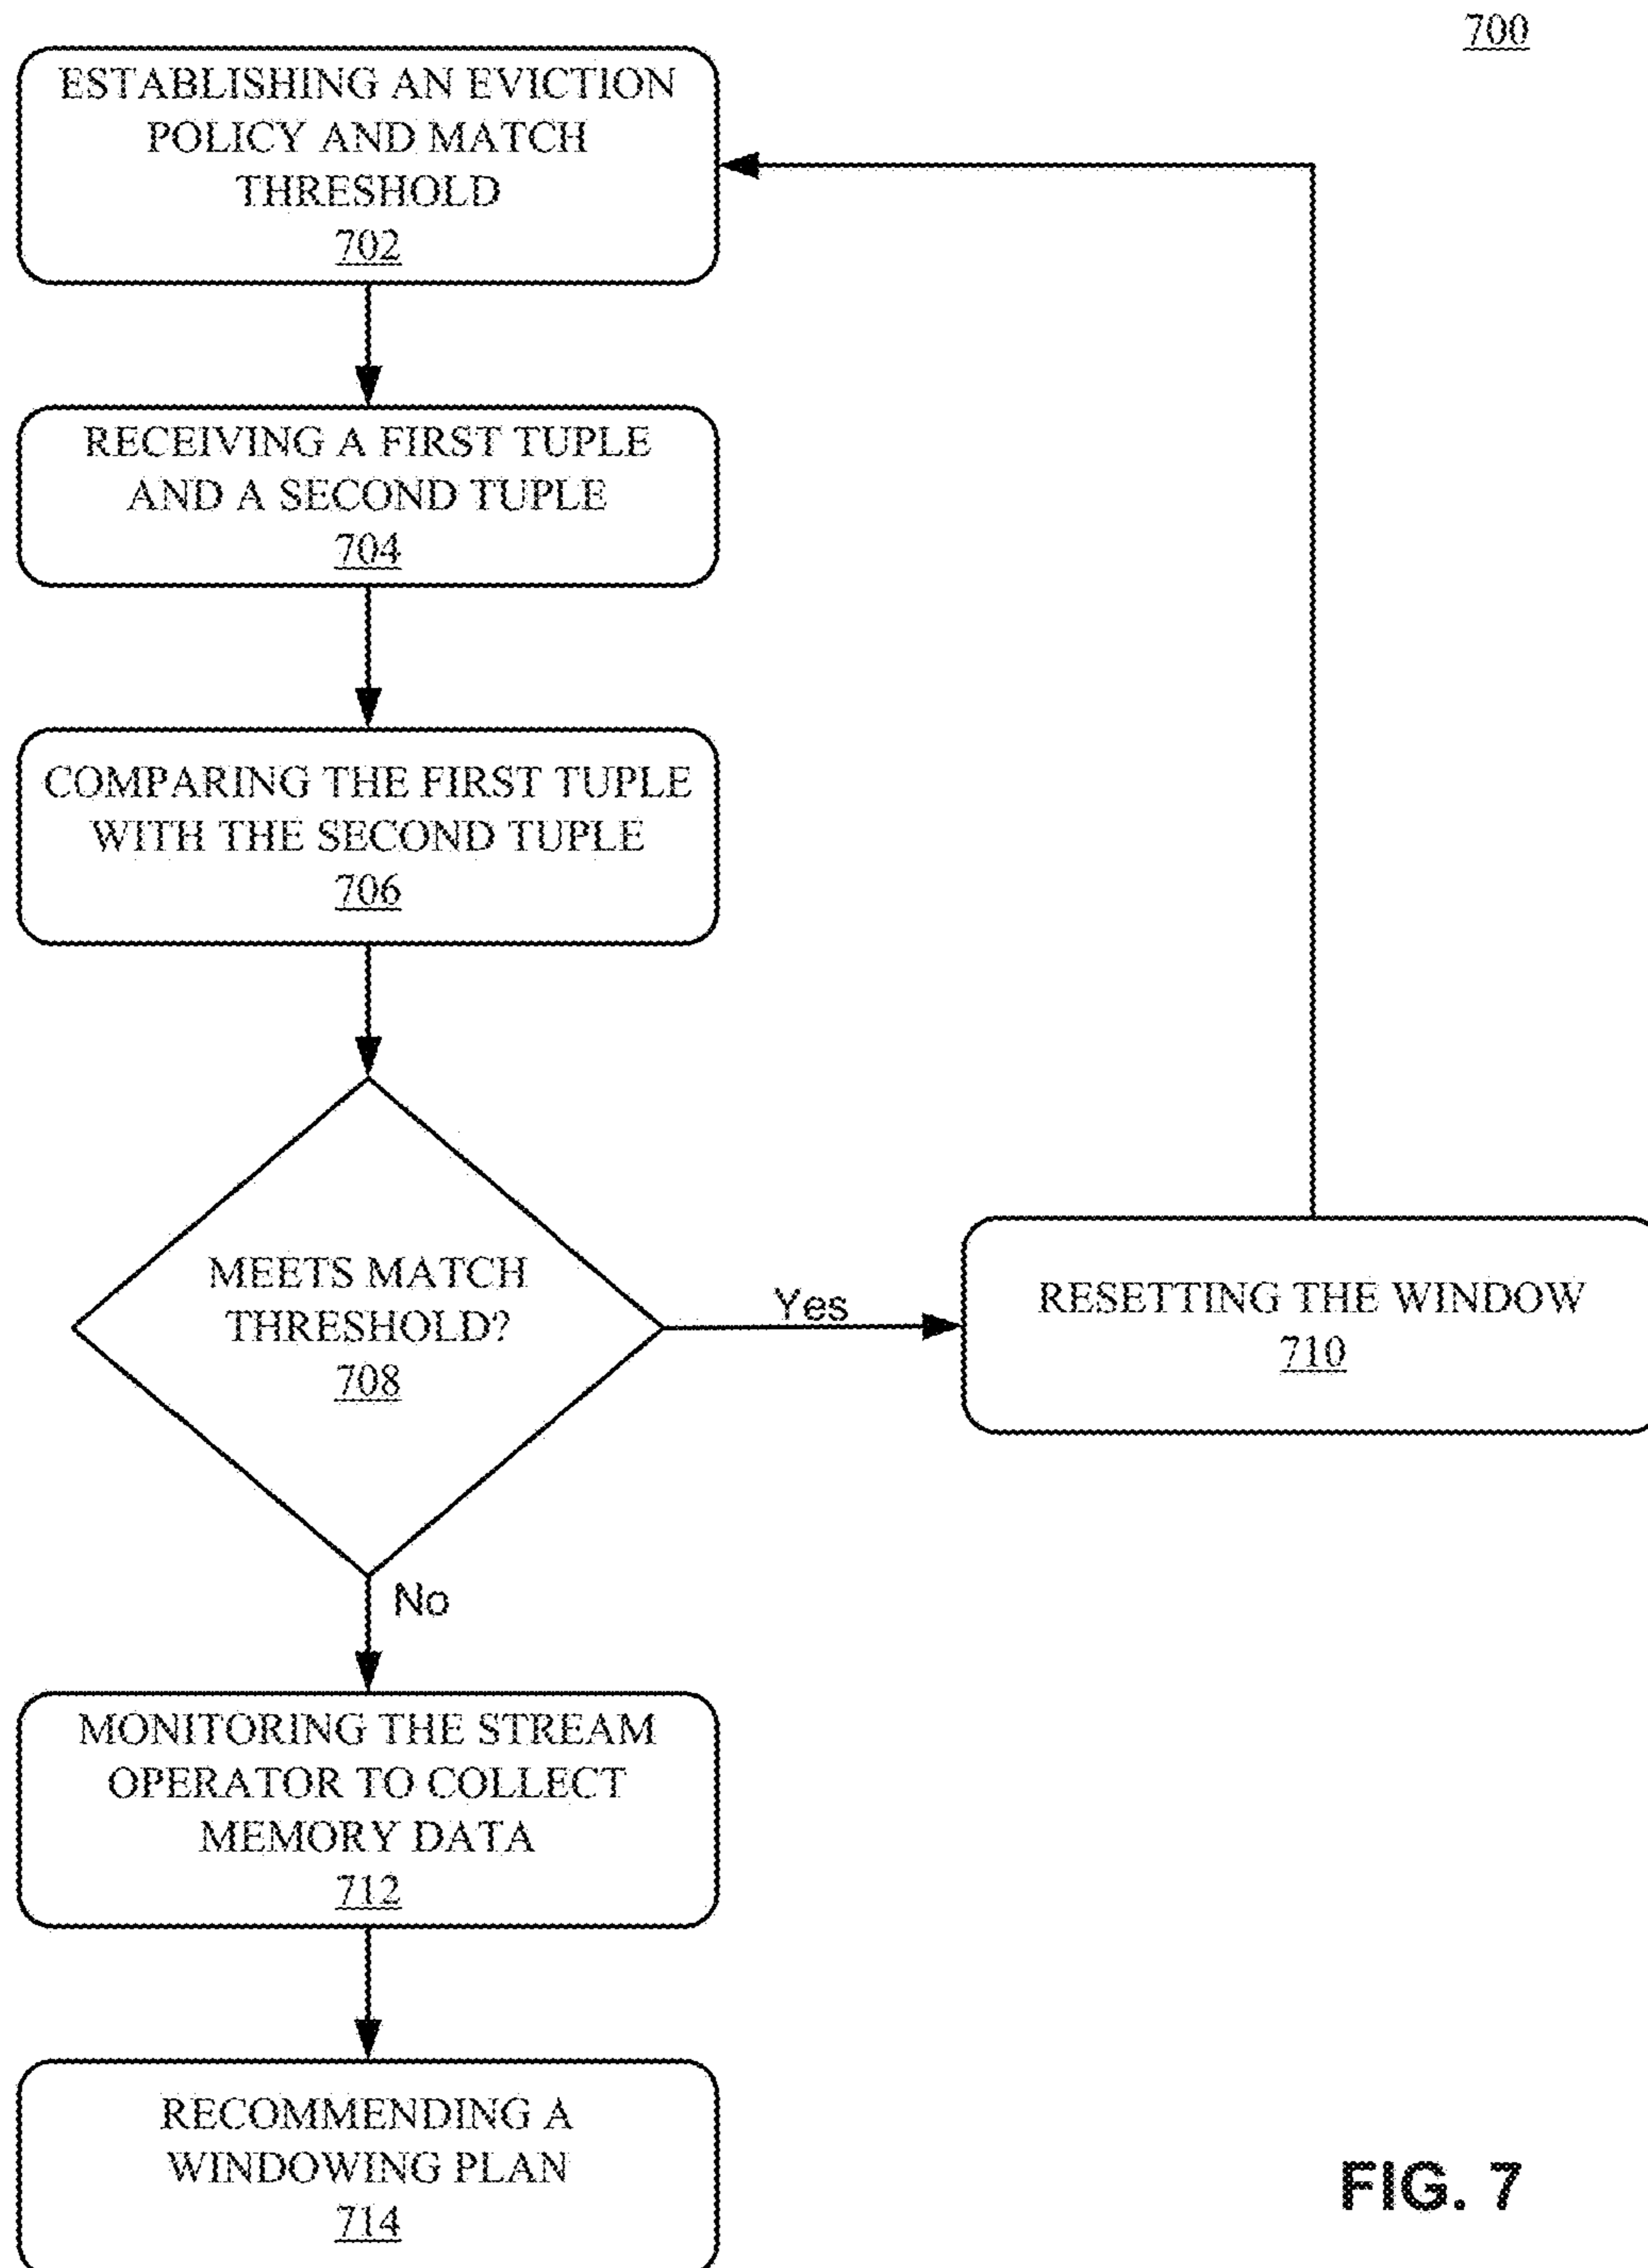 700
ESTABLISHING AN EVICTION
POLICY AND MATCH
THRESHOLD
702
RECEIVING A FIRST TUPLE
AND A SECOND TUPLE
704
COMPARING THE FIRST TUPLE
WITH THE SECOND TUPLE
706
MEETS MATCH
THRESHOLD?
708
Yes
RESETTING THE WINDOW
710
No
MONITORING THE STREAM
OPERATOR TO COLLECT
MEMORY DATA
712
RECOMMENDING A
WINDOWING PLAN
714
FIG. 7